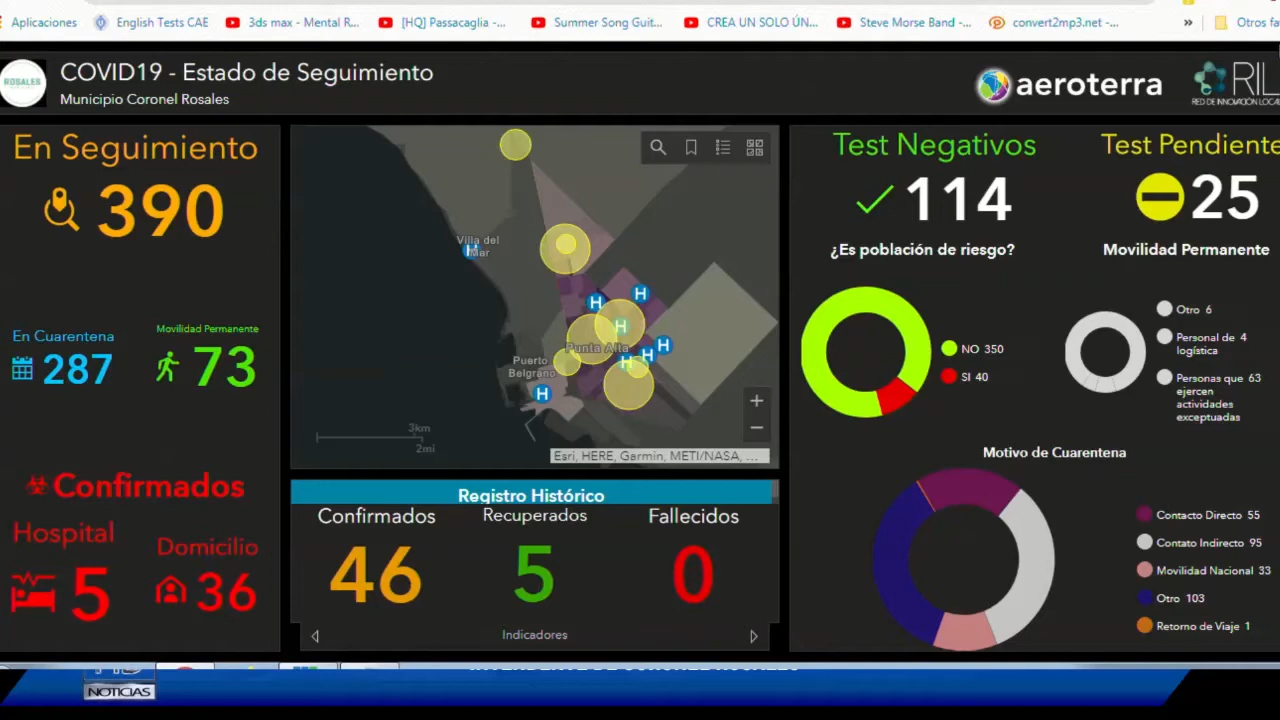 Aplicaciones
English Tests CAE
3ds max - Mental R...
[HQ] Passacaglia -...
Summer Song Guit...
CREA UN SOLO ÚN...
Steve Morse Band -...
convert2mp3.net -...
»
Otros fa
ROSALES
COVID19 - Estado de Seguimiento
Municipio Coronel Rosales
aeroterra
RIL
RED DE INNOVACIÓN LOCAL
En Seguimiento
390
En Cuarentena
287
Movilidad Permanente
73
Confirmados
Hospital
5
Domicilio
36
Villa del
Mar
H
H
H
H
Punta Alta
H
H
H
Puerto
Belgrano
H
3km
2mi
+
−
Esri, HERE, Garmin, METI/NASA, ...
Registro Histórico
Confirmados
46
Recuperados
5
Fallecidos
0
Indicadores
Test Negativos
114
Test Pendiente
25
¿Es población de riesgo?
NO 350
SI 40
Movilidad Permanente
Otro 6
Personal de 4
logística
Personas que 63
ejercen
actividades
exceptuadas
Motivo de Cuarentena
Contacto Directo 55
Contato Indirecto 95
Movilidad Nacional 33
Otro 103
Retorno de Viaje 1
INTENDENTE DE CORONEL ROSALES
NOTICIAS